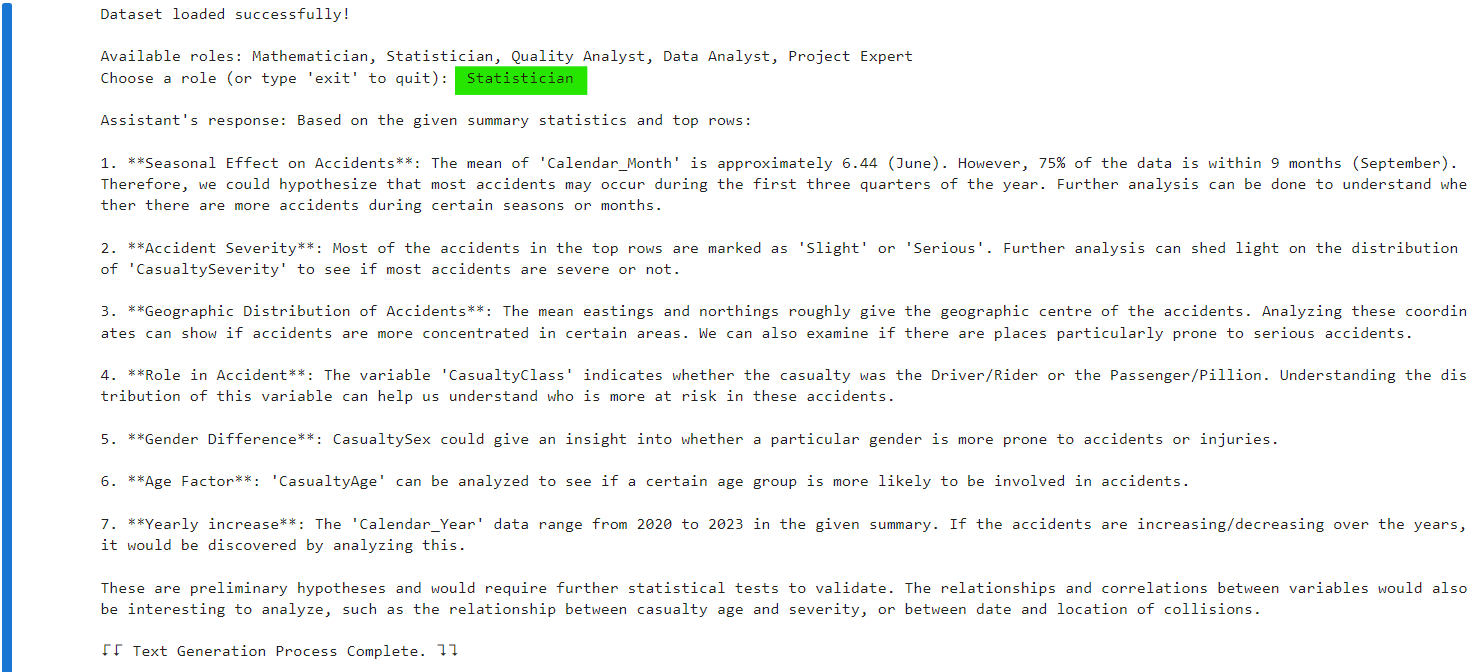 Dataset loaded successfully!
Available roles: Mathematician, Statistician, Quality Analyst, Data Analyst, Project Expert
Choose a role (or type 'exit' to quit): Statistician
Assistant's response: Based on the given summary statistics and top rows:
1. **Seasonal Effect on Accidents**: The mean of 'Calendar_Month' is approximately 6.44 (June). However, 75% of the data is within 9 months (September).
Therefore, we could hypothesize that most accidents may occur during the first three quarters of the year. Further analysis can be done to understand whe
ther there are more accidents during certain seasons or months.
2. **Accident Severity**: Most of the accidents in the top rows are marked as 'Slight' or 'Serious'. Further analysis can shed light on the distribution
of 'CasualtySeverity' to see if most accidents are severe or not.
3. **Geographic Distribution of Accidents**: The mean eastings and northings roughly give the geographic centre of the accidents. Analyzing these coordin
ates can show if accidents are more concentrated in certain areas. We can also examine if there are places particularly prone to serious accidents.
4. **Role in Accident**: The variable 'CasualtyClass' indicates whether the casualty was the Driver/Rider or the Passenger/Pillion. Understanding the dis
tribution of this variable can help us understand who is more at risk in these accidents.
5. **Gender Difference**: CasualtySex could give an insight into whether a particular gender is more prone to accidents or injuries.
6. **Age Factor**: 'CasualtyAge' can be analyzed to see if a certain age group is more likely to be involved in accidents.
7. **Yearly increase**: The 'Calendar_Year' data range from 2020 to 2023 in the given summary. If the accidents are increasing/decreasing over the years,
it would be discovered by analyzing this.
These are preliminary hypotheses and would require further statistical tests to validate. The relationships and correlations between variables would also
be interesting to analyze, such as the relationship between casualty age and severity, or between date and location of collisions.
⁅⁅ Text Generation Process Complete. ⁆⁆